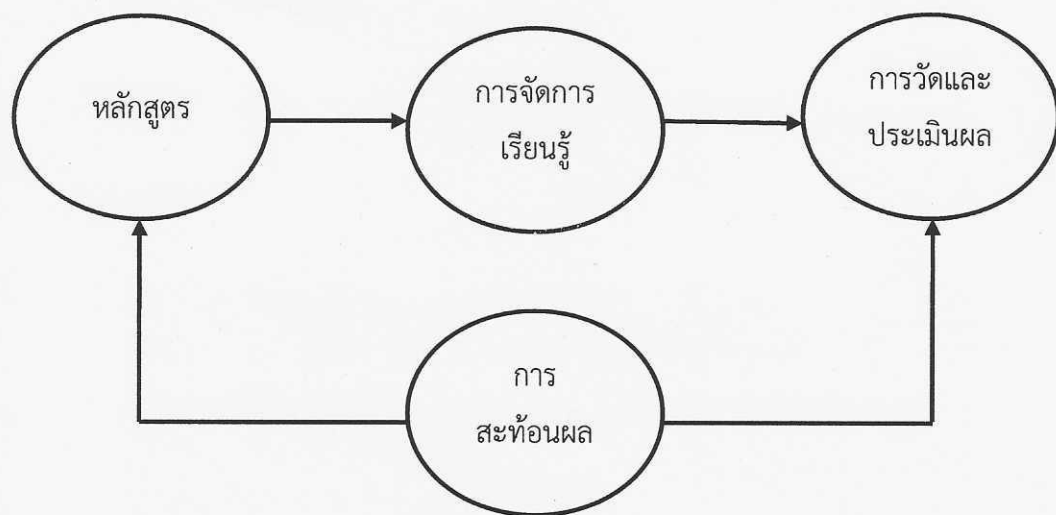 หลักสูตร
การจัดการ
เรียนรู้
การวัดและ
ประเมินผล
การ
สะท้อนผล